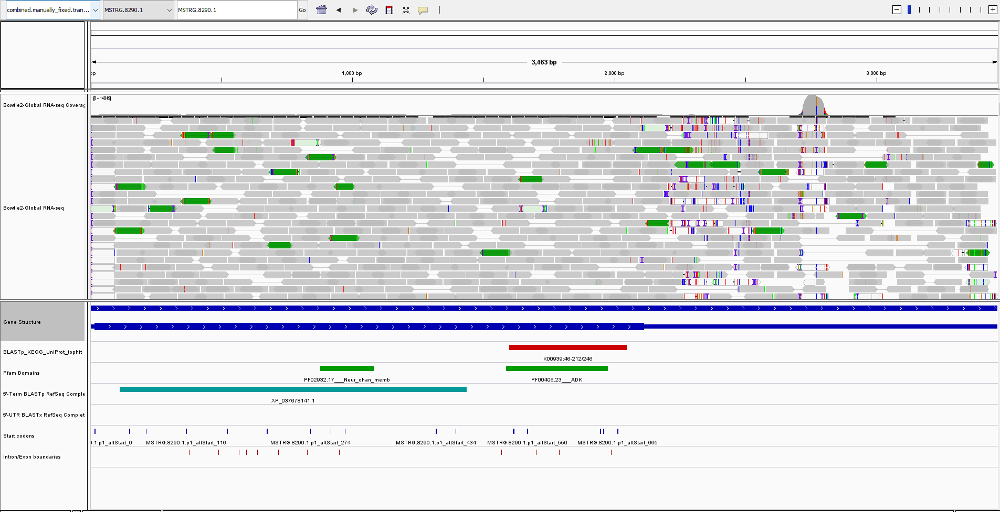 combined.manually_fixed.tran... MSTRG.8290.1 MSTRG.8290.1 Go
3,463 bp
bp 1,000 bp 2,000 bp 3,000 bp
[0 - 14049]
Bowtie2-Global RNA-seq Coverag
Bowtie2-Global RNA-seq
Gene Structure
BLASTp_KEGG_UniProt_tophit
K00939:46-212/246
Pfam Domains
PF02932.17___Neur_chan_memb PF00406.23___ADK
5'-Term BLASTp RefSeq Comple
XP_037678141.1
5'-UTR BLASTx RefSeq Complet
Start codons
0.1.p1_altStart_0 MSTRG.8290.1.p1_altStart_116 MSTRG.8290.1.p1_altStart_274 MSTRG.8290.1.p1_altStart_434 MSTRG.8290.1.p1_altStart_550 MSTRG.8290.1.p1_altStart_665
Intron/Exon boundaries